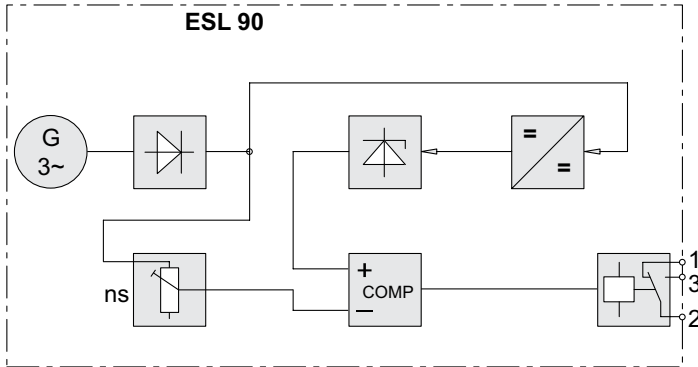 ESL 90
G
3~
=
=
ns
+
COMP
−
1
3
2